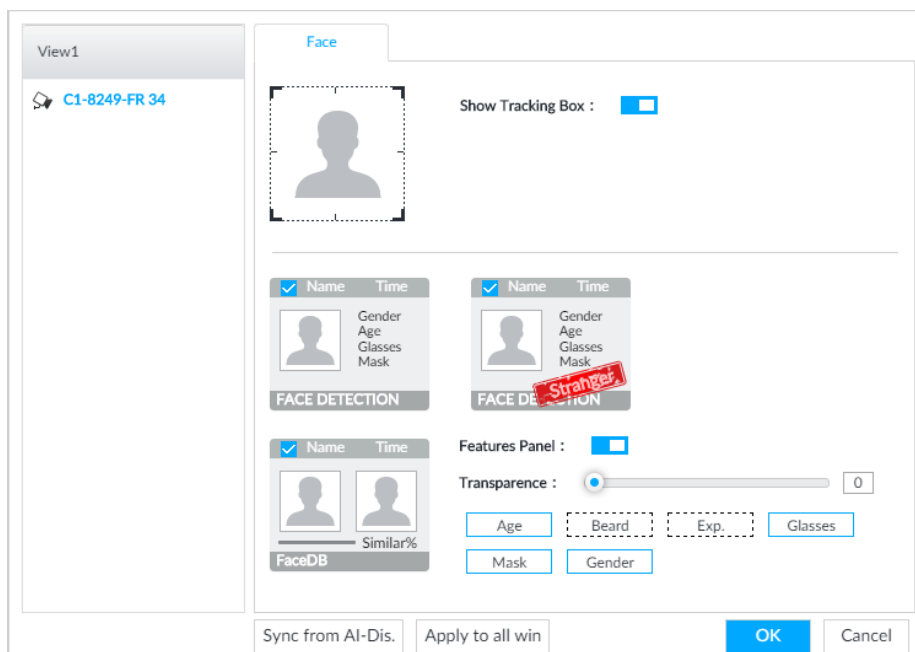 View1
C1-8249-FR 34
Face
Show Tracking Box :
Name Time
Gender
Age
Glasses
Mask
FACE DETECTION
Name Time
Gender
Age
Glasses
Mask
Stranger
FACE DETECTION
Name Time
Similar%
FaceDB
Features Panel :
Transparence :
0
Age Beard Exp. Glasses
Mask Gender
Sync from AI-Dis. Apply to all win OK Cancel